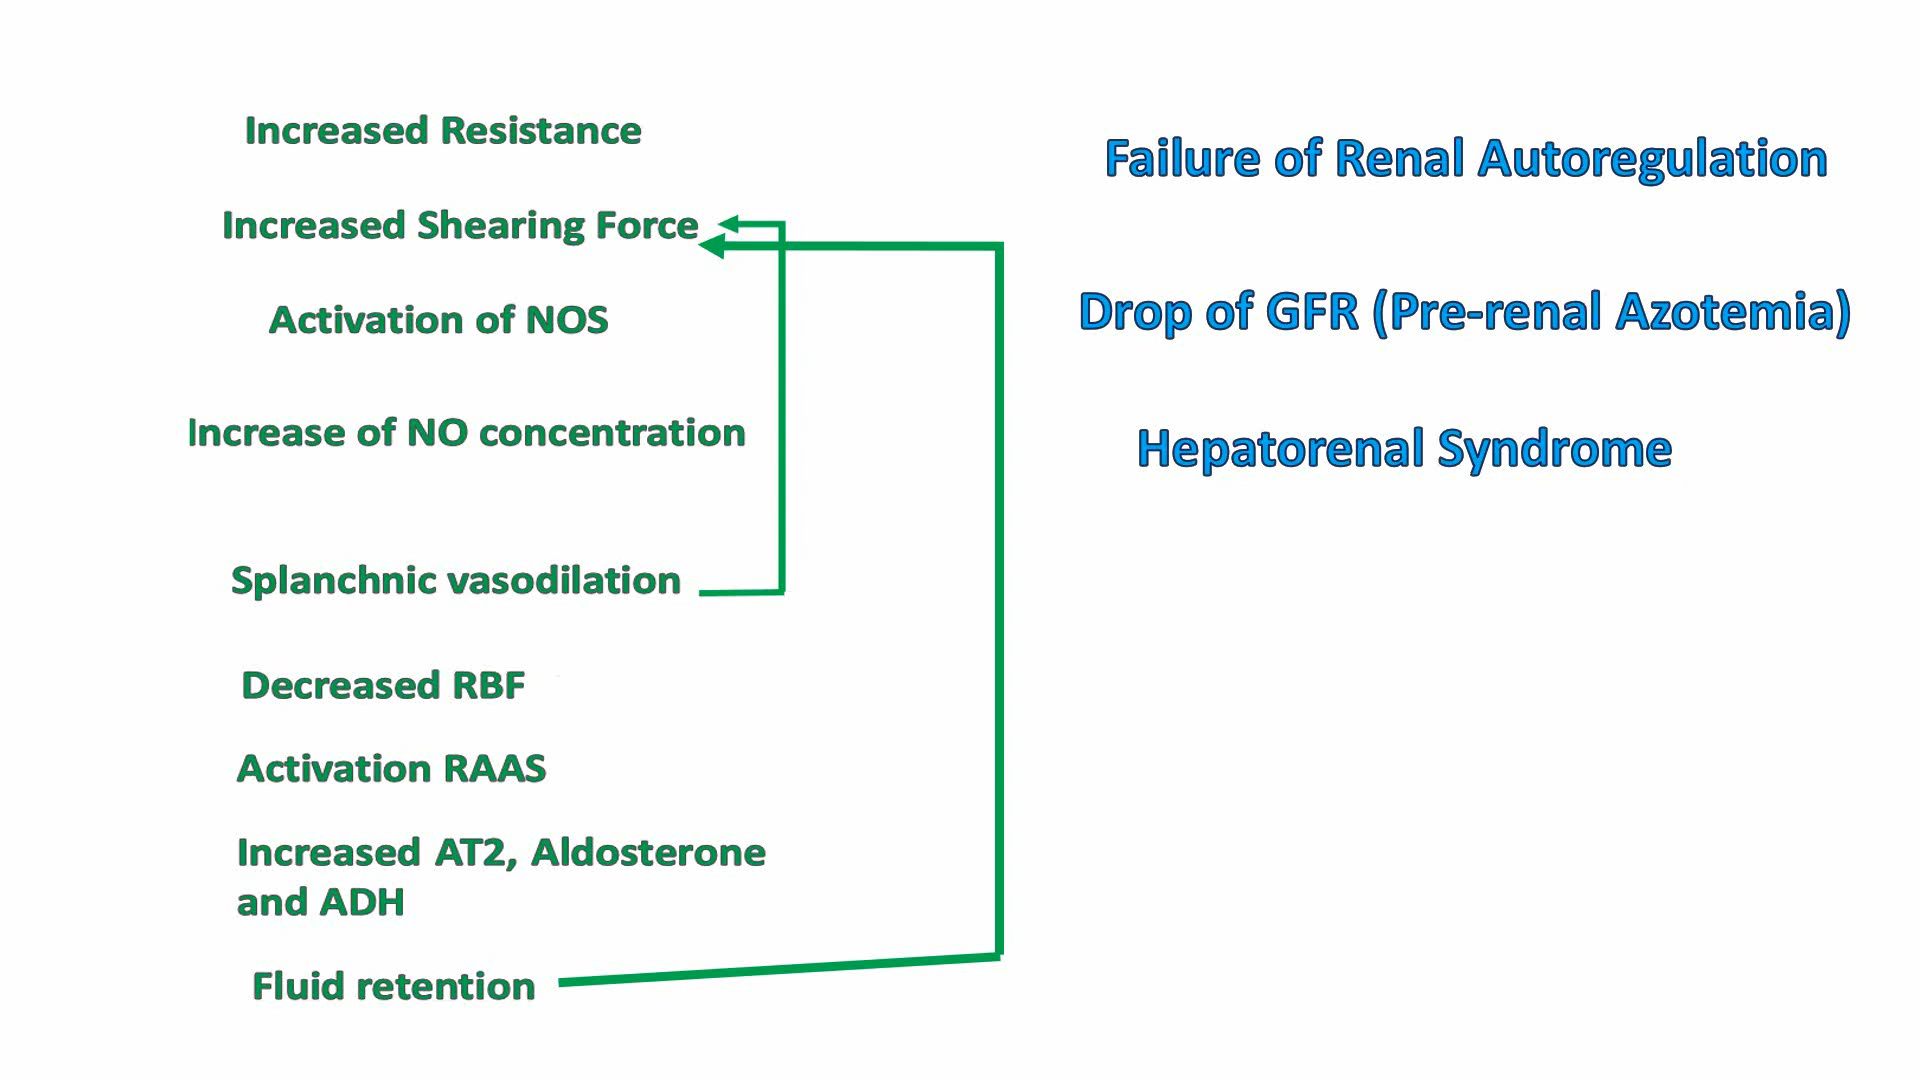 Increased Resistance
Increased Shearing Force
Activation of NOS
Increase of NO concentration
Splanchnic vasodilation
Decreased RBF
Activation RAAS
Increased AT2, Aldosterone
and ADH
Fluid retention
Failure of Renal Autoregulation
Drop of GFR (Pre-renal Azotemia)
Hepatorenal Syndrome